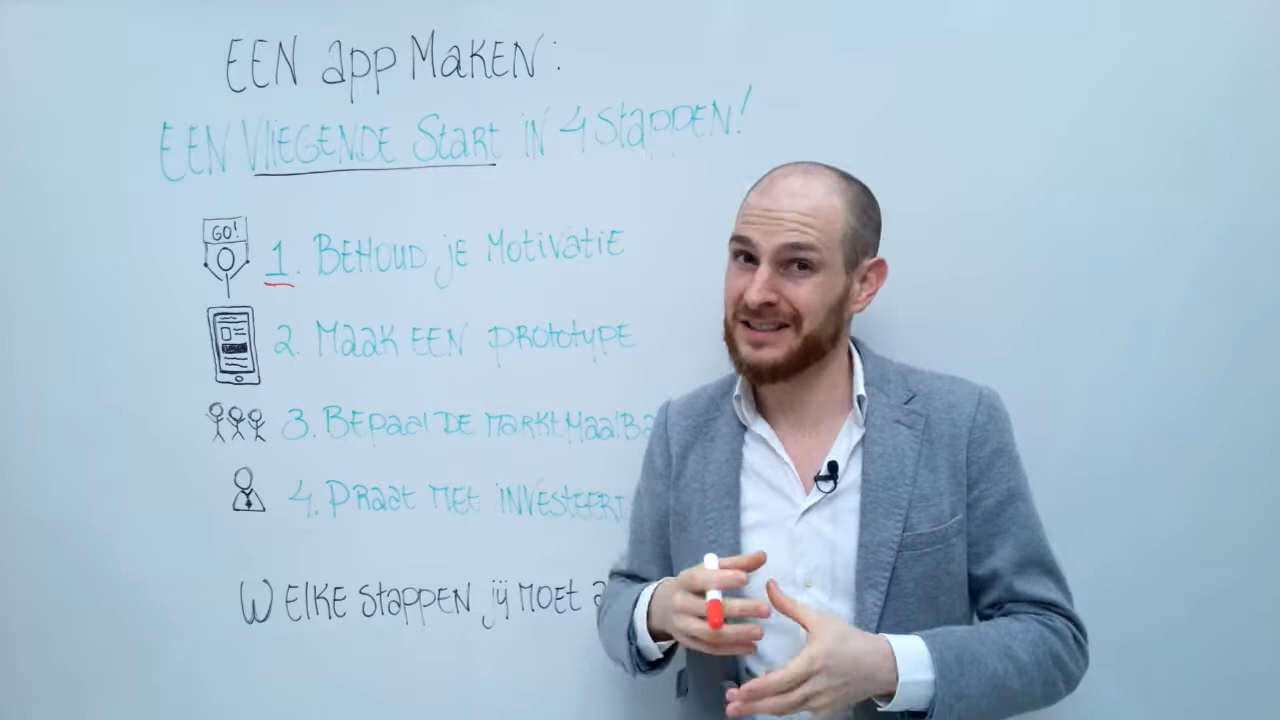 EEN app MaKEN:
EEN VLiEGENDE Start iN 4 StappEN!
GO!
1. BEHOUD jE MotivatiE
2. Maak EEN prototypE
3. BEpaal DE
4. praat MEt
WELKE StappEN jij MOET